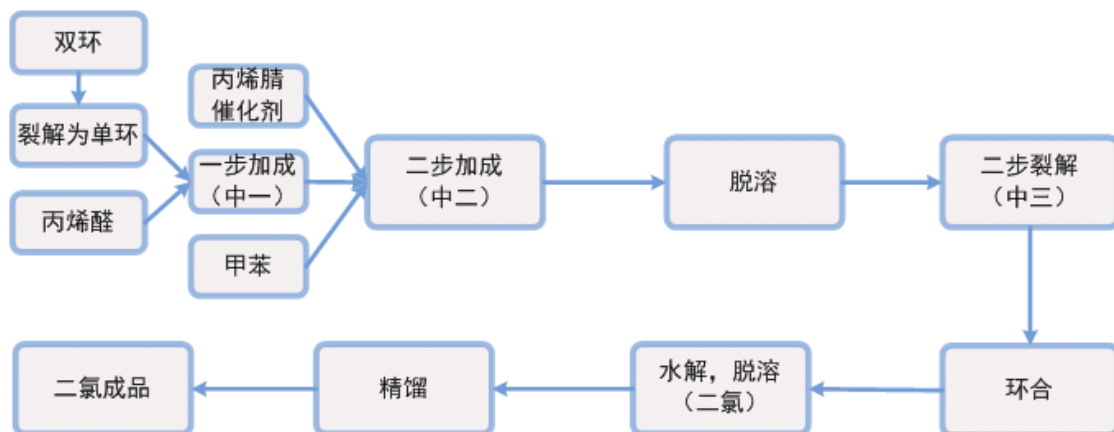 双环
裂解为单环
丙烯醛
丙烯腈
催化剂
一步加成
（中一）
甲苯
二步加成
（中二）
脱溶
二步裂解
（中三）
环合
水解，脱溶
（二氯）
精馏
二氯成品